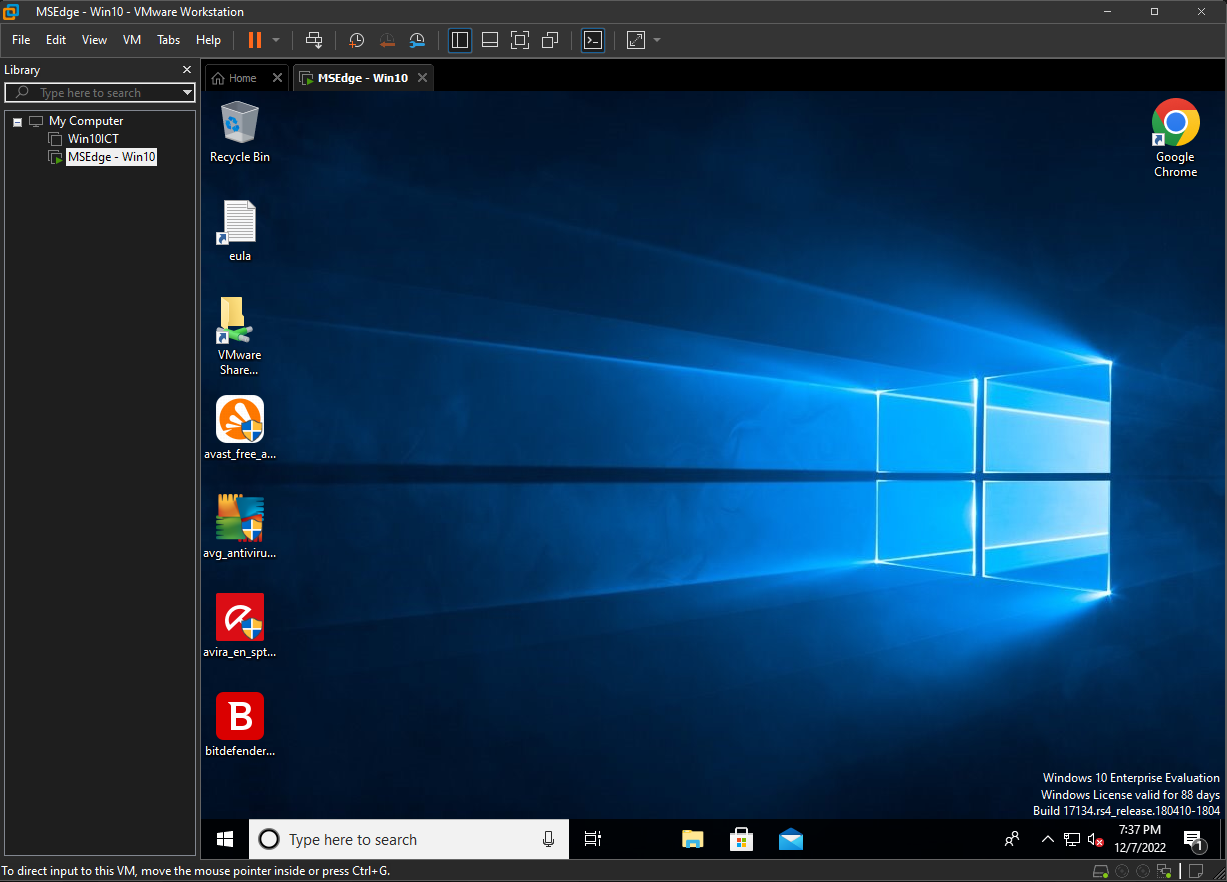 MSEdge - Win10 - VMware Workstation
File Edit View VM Tabs Help
Library
Type here to search
My Computer
Win10ICT
MSEdge - Win10
Home
MSEdge - Win10
Recycle Bin
eula
VMware
Share...
avast_free_a...
avg_antiviru...
avira_en_spt...
B
bitdefender...
Google
Chrome
Windows 10 Enterprise Evaluation
Windows License valid for 88 days
Build 17134.rs4_release.180410-1804
Type here to search
7:37 PM
12/7/2022
1
To direct input to this VM, move the mouse pointer inside or press Ctrl+G.